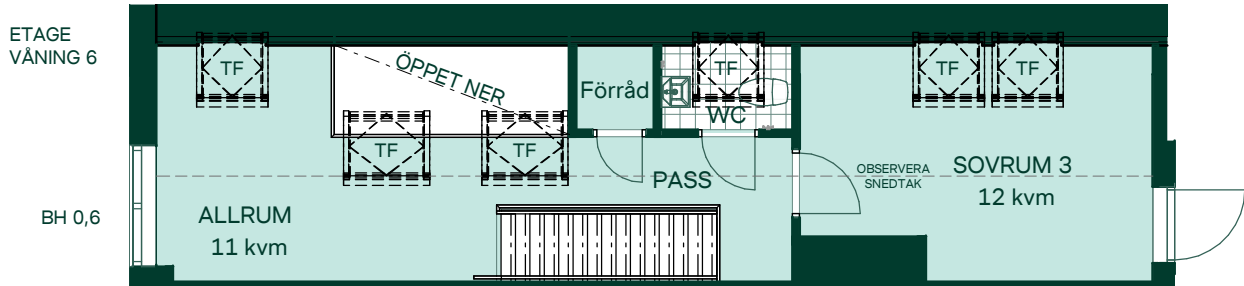 ETAGE
VÅNING 6
TF
ÖPPET NER
TF
TF
Förråd
TF
WC
TF
TF
PASS
OBSERVERA
SNEDTAK
SOVRUM 3
12 kvm
BH 0,6
ALLRUM
11 kvm